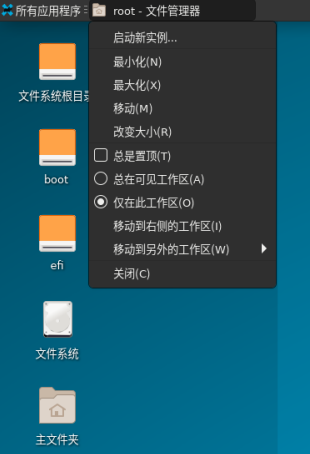 所有应用程序
root - 文件管理器
启动新实例...
最小化(N)
最大化(X)
移动(M)
改变大小(R)
总是置顶(T)
总在可见工作区(A)
仅在此工作区(O)
移动到右侧的工作区(I)
移动到另外的工作区(W)
关闭(C)
文件系统根目录
boot
efi
文件系统
主文件夹